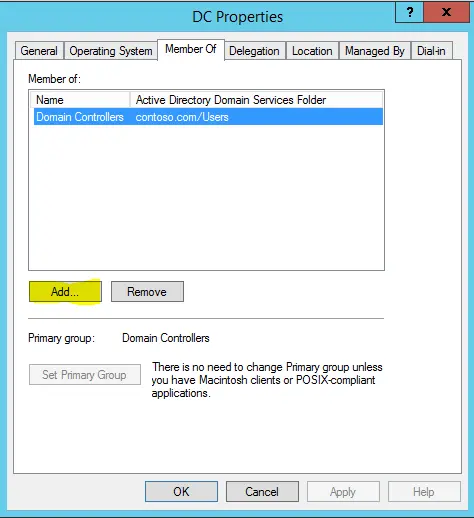 DC Properties
? x
General Operating System Member Of Delegation Location Managed By Dial-in
Member of:
Name Active Directory Domain Services Folder
Domain Controllers contoso.com/Users
Add... Remove
Primary group: Domain Controllers
Set Primary Group
There is no need to change Primary group unless
you have Macintosh clients or POSIX-compliant
applications.
OK Cancel Apply Help